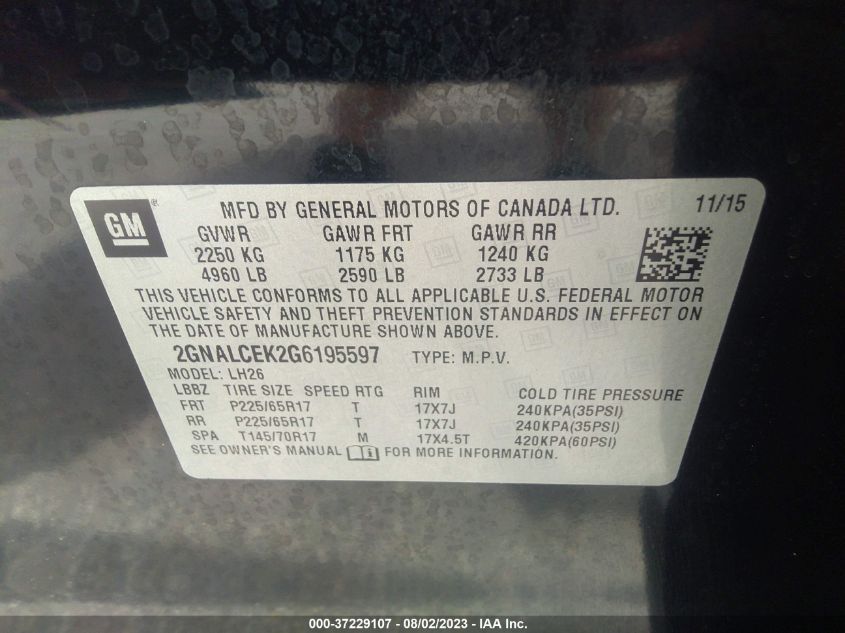 GM® MFD BY GENERAL MOTORS OF CANADA LTD. 11/15
GVWR GAWR FRT GAWR RR
2250 KG 1175 KG 1240 KG
4960 LB 2590 LB 2733 LB
THIS VEHICLE CONFORMS TO ALL APPLICABLE U.S. FEDERAL MOTOR
VEHICLE SAFETY AND THEFT PREVENTION STANDARDS IN EFFECT ON
THE DATE OF MANUFACTURE SHOWN ABOVE.
2GNALCEK2G6195597 TYPE: M.P.V.
MODEL: LH26
LBBZ TIRE SIZE SPEED RTG RIM COLD TIRE PRESSURE
FRT P225/65R17 T 17X7J 240KPA(35PSI)
RR P225/65R17 T 17X7J 240KPA(35PSI)
SPA T145/70R17 M 17X4.5T 420KPA(60PSI)
SEE OWNER'S MANUAL FOR MORE INFORMATION.
000-37229107 - 08/02/2023 - IAA Inc.